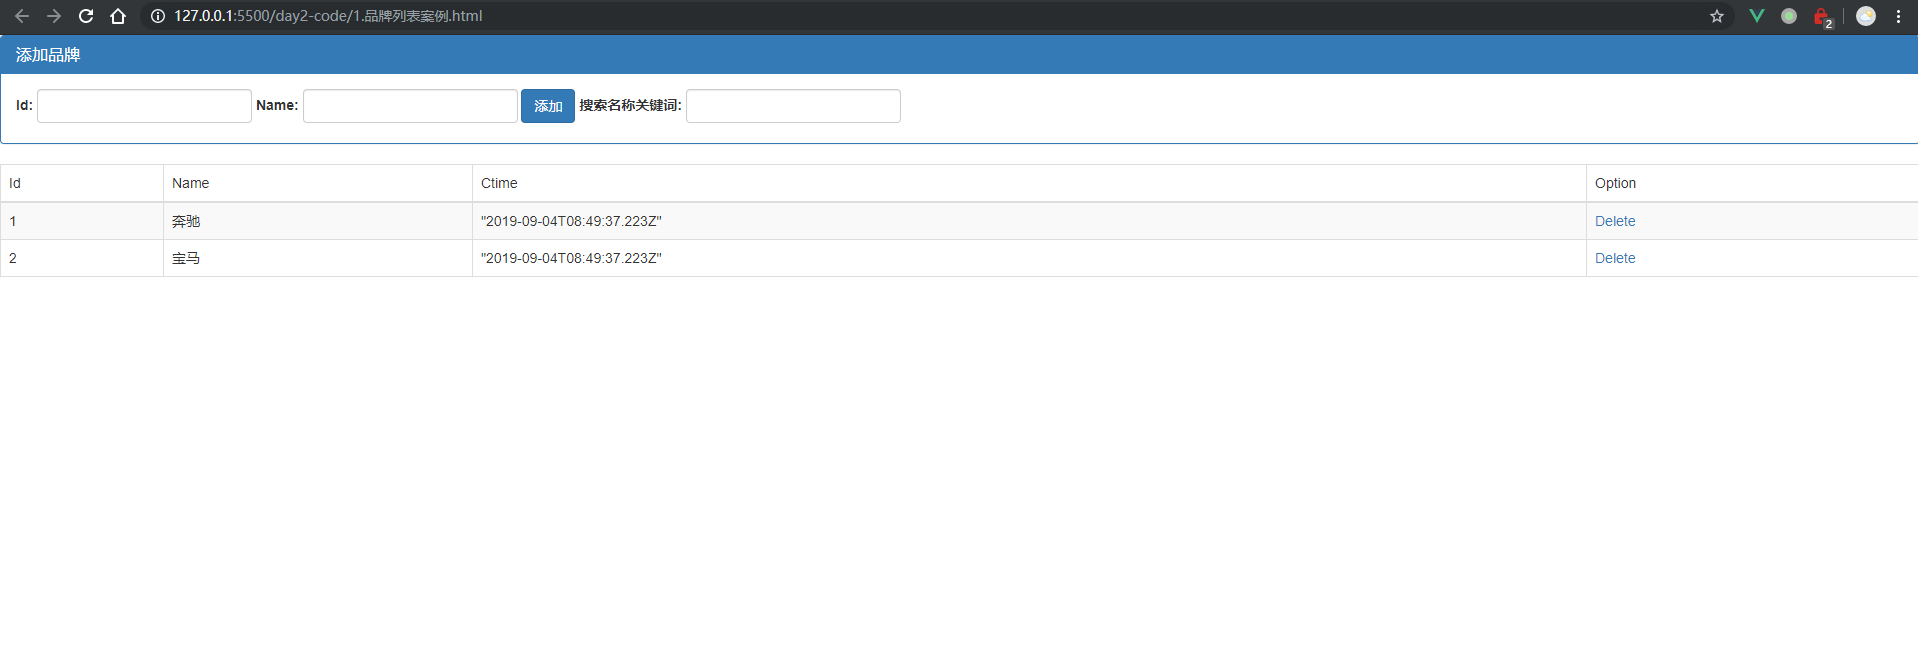 127.0.0.1:5500/day2-code/1.品牌列表案例.html
2
添加品牌
Id: Name: 添加 搜索名称关键词:
Id Name Ctime Option
1 奔驰 "2019-09-04T08:49:37.223Z" Delete
2 宝马 "2019-09-04T08:49:37.223Z" Delete